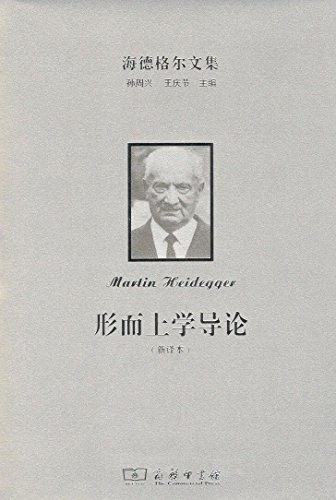 海德格尔文集
孙周兴 王庆节 主编
Martin Heidegger
形而上学导论
（新译本）
商务印书馆
The Commercial Press